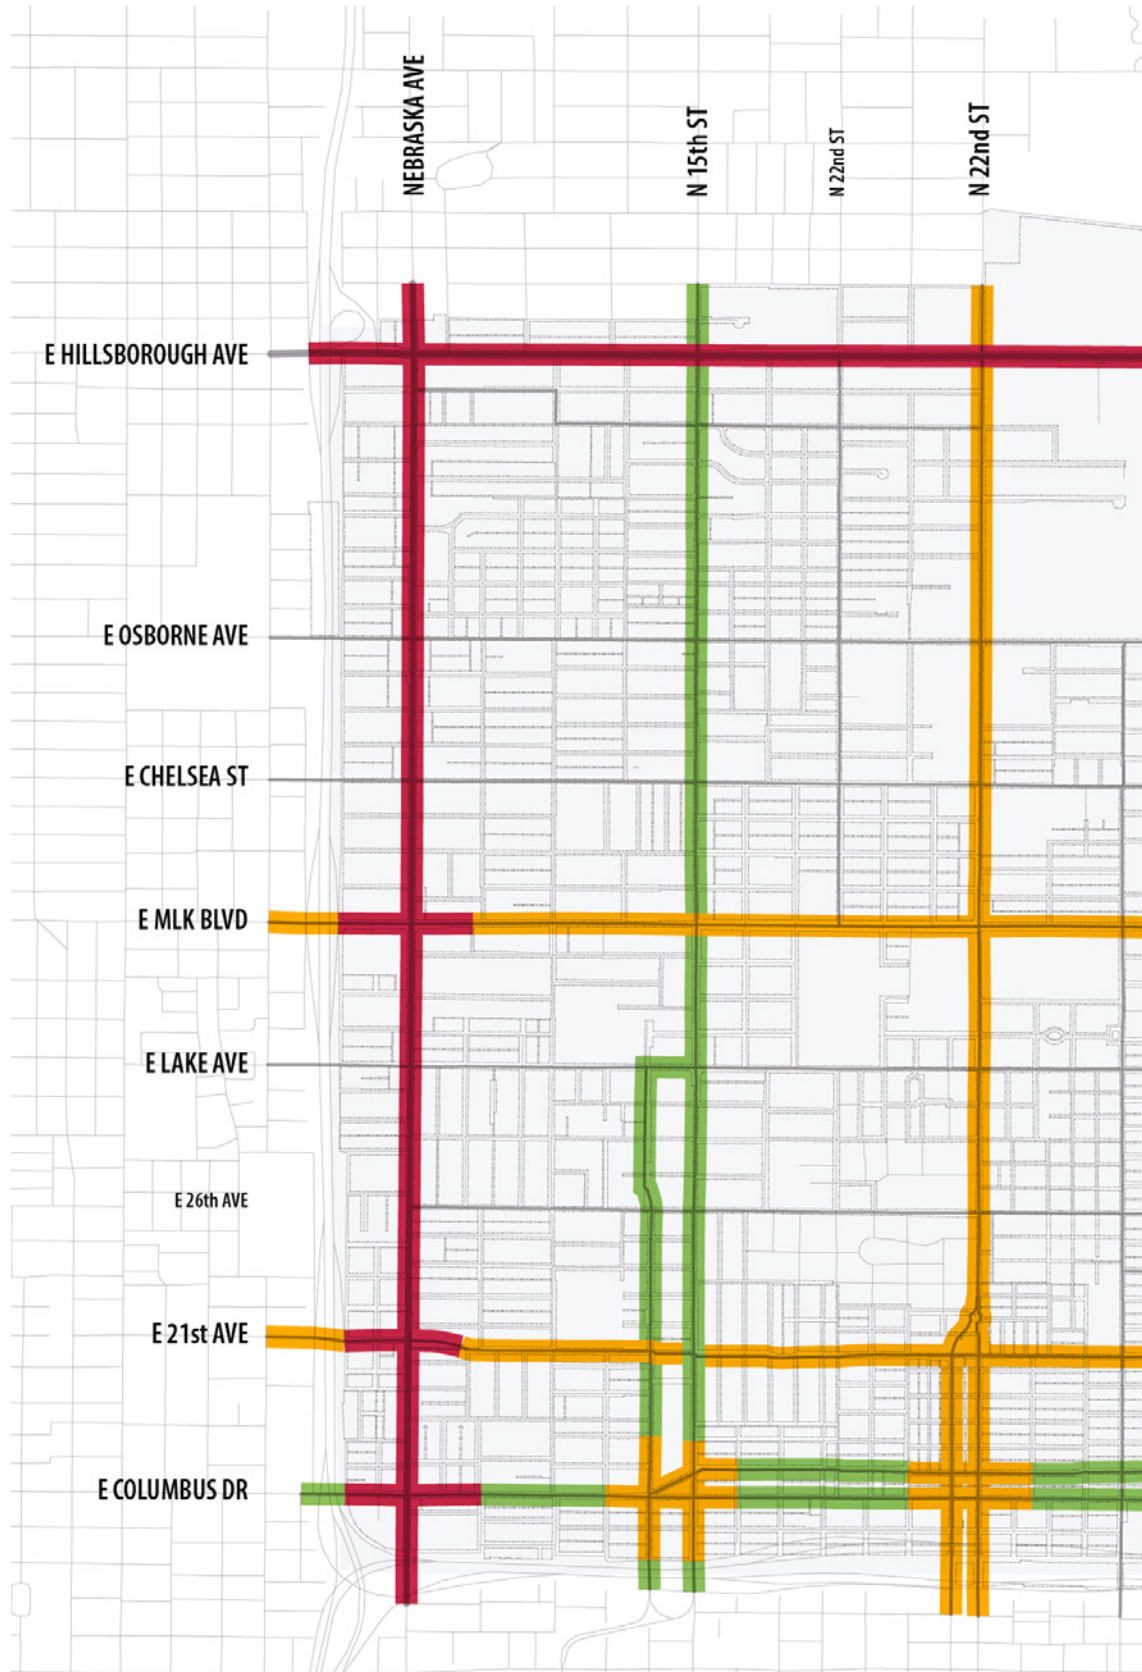 NEBRASKA AVE
N 15th ST
N 22nd ST
N 22nd ST
E HILLSBOROUGH AVE
E OSBORNE AVE
E CHELSEA ST
E MLK BLVD
E LAKE AVE
E 26th AVE
E 21st AVE
E COLUMBUS DR